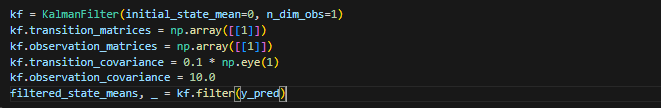 kf = KalmanFilter(initial_state_mean=0, n_dim_obs=1)
kf.transition_matrices = np.array([[1]])
kf.observation_matrices = np.array([[1]])
kf.transition_covariance = 0.1 * np.eye(1)
kf.observation_covariance = 10.0
filtered_state_means, _ = kf.filter(y_pred)